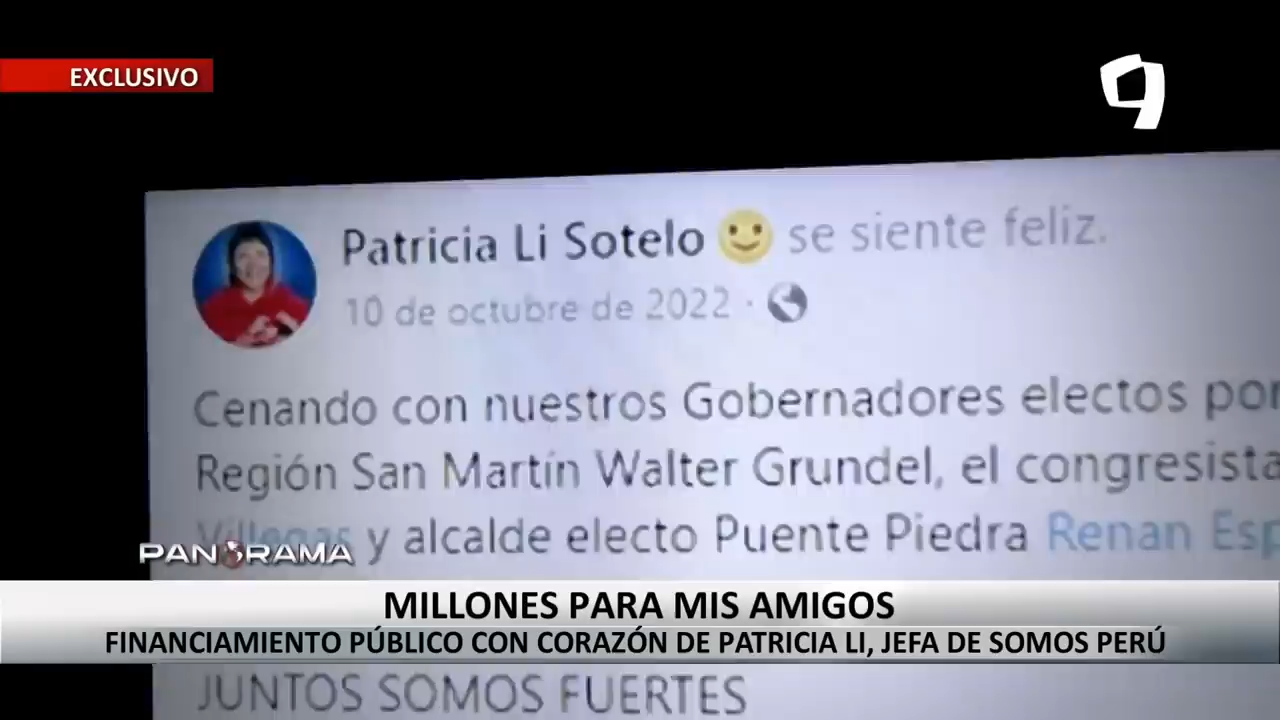 EXCLUSIVO
9
Patricia Li Sotelo se siente feliz.
10 de octubre de 2022 ·
Cenando con nuestros Gobernadores electos por
Región San Martín Walter Grundel, el congresista
Villegas y alcalde electo Puente Piedra Renan Esp
PANORAMA
MILLONES PARA MIS AMIGOS
FINANCIAMIENTO PÚBLICO CON CORAZÓN DE PATRICIA LI, JEFA DE SOMOS PERÚ
JUNTOS SOMOS FUERTES